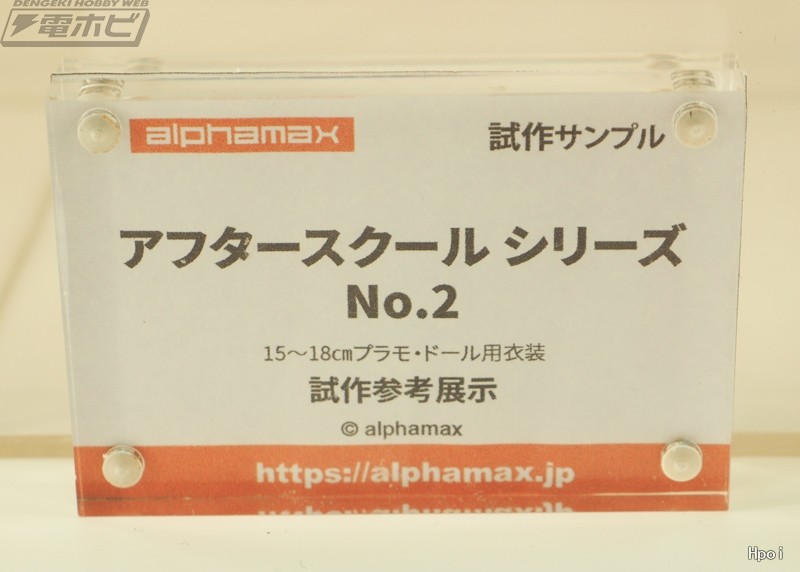 DENGEKI HOBBY WEB
電ホビ
alphamax
試作サンプル
アフタースクール シリーズ
No.2
15～18㎝プラモ・ドール用衣装
試作参考展示
© alphamax
https://alphamax.jp
Hpoi